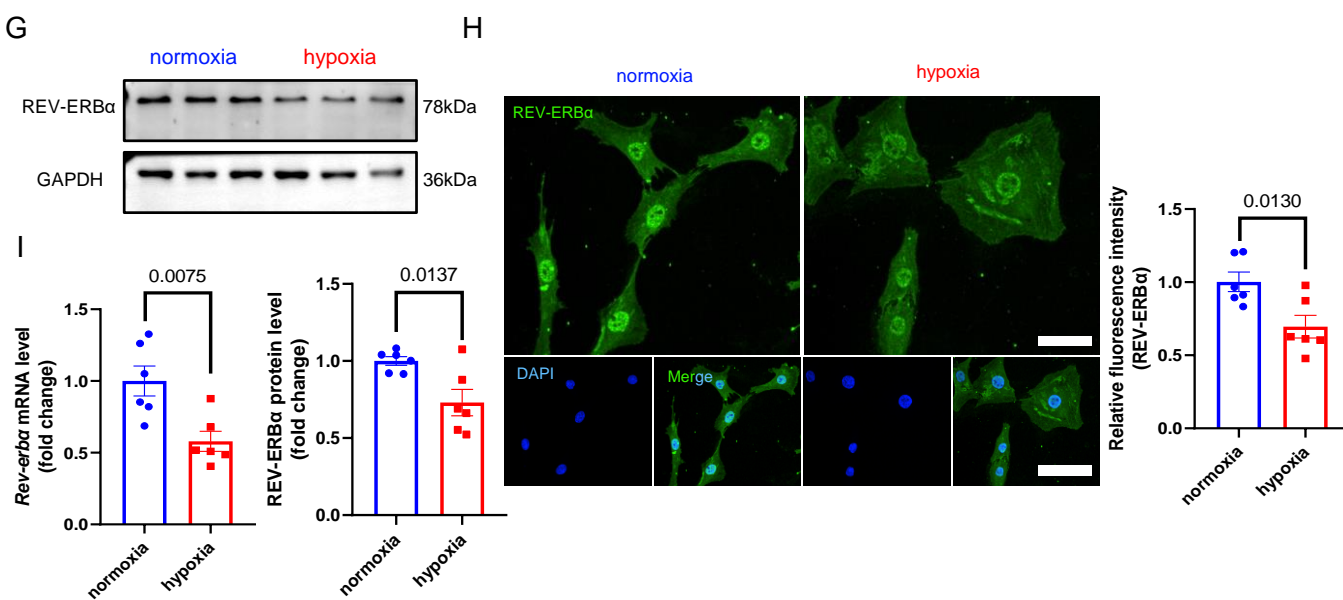 G
normoxia
hypoxia
REV-ERBα
78kDa
GAPDH
36kDa
H
normoxia
hypoxia
REV-ERBα
DAPI
Merge
Relative fluorescence intensity
(REV-ERBα)
1.5
1.0
0.5
0.0
0.0130
normoxia
hypoxia
I
Rev-erbα mRNA level
(fold change)
1.5
1.0
0.5
0.0
0.0075
normoxia
hypoxia
REV-ERBα protein level
(fold change)
1.5
1.0
0.5
0.0
0.0137
normoxia
hypoxia